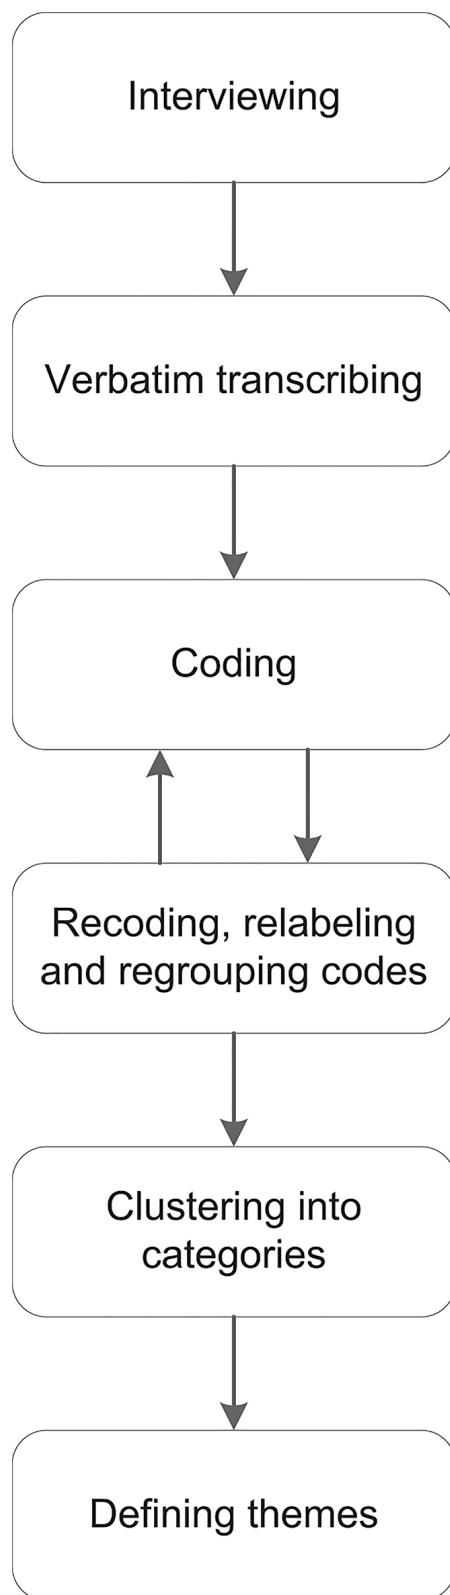 Interviewing
Verbatim transcribing
Coding
Recoding, relabeling
and regrouping codes
Clustering into
categories
Defining themes